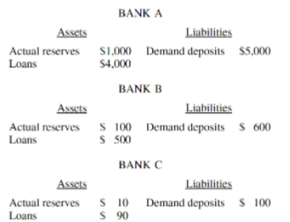 BANK A
Assets Liabilities
Actual reserves $1,000 Demand deposits $5,000
Loans $4,000
BANK B
Assets Liabilities
Actual reserves $ 100 Demand deposits $ 600
Loans $ 500
BANK C
Assets Liabilities
Actual reserves $ 10 Demand deposits $ 100
Loans $ 90